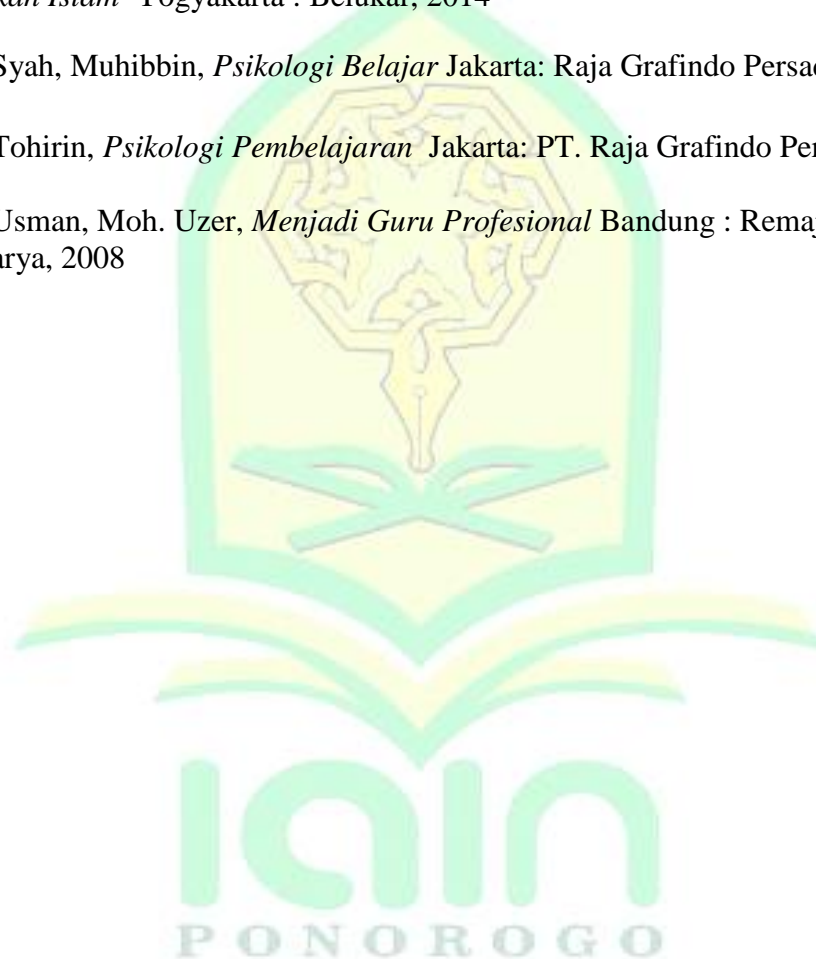 kan Islam Yogyakarta : Belukar, 2014
Syah, Muhibbin, Psikologi Belajar Jakarta: Raja Grafindo Persad
Tohirin, Psikologi Pembelajaran Jakarta: PT. Raja Grafindo Per
Usman, Moh. Uzer, Menjadi Guru Profesional Bandung : Remaj
arya, 2008
iain
PONOROGO